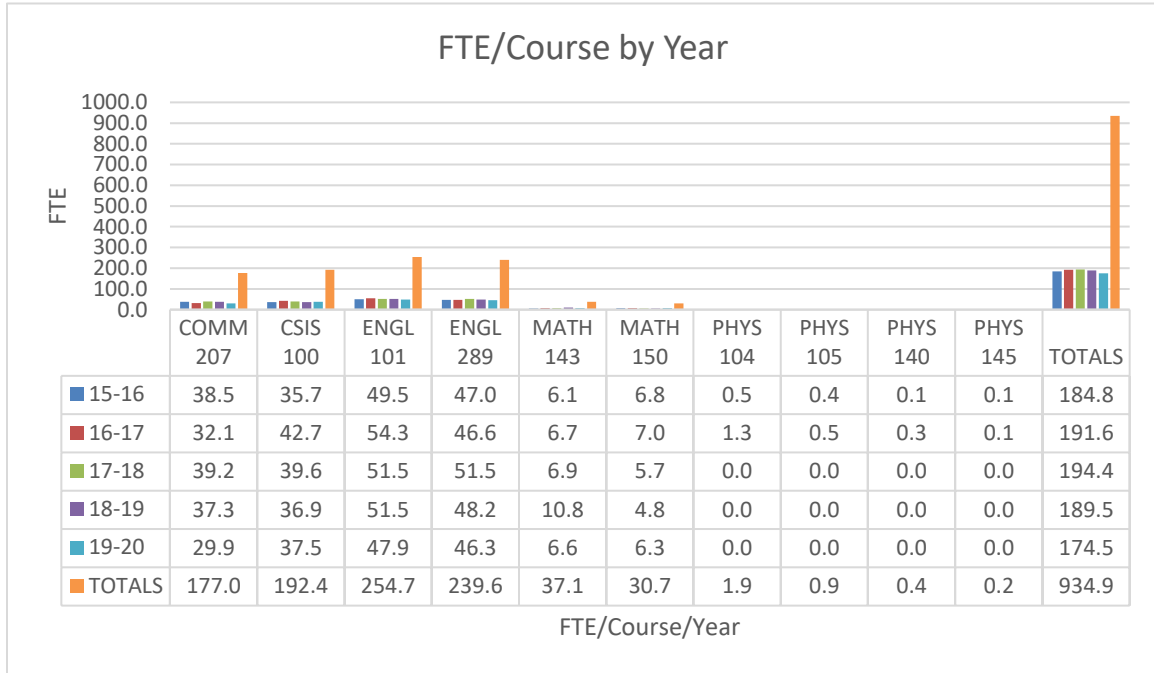 FTE/Course by Year
FTE
1000.0
900.0
800.0
700.0
600.0
500.0
400.0
300.0
200.0
100.0
0.0
COMM 207 CSIS 100 ENGL 101 ENGL 289 MATH 143 MATH 150 PHYS 104 PHYS 105 PHYS 140 PHYS 145 TOTALS
15-16 38.5 35.7 49.5 47.0 6.1 6.8 0.5 0.4 0.1 0.1 184.8
16-17 32.1 42.7 54.3 46.6 6.7 7.0 1.3 0.5 0.3 0.1 191.6
17-18 39.2 39.6 51.5 51.5 6.9 5.7 0.0 0.0 0.0 0.0 194.4
18-19 37.3 36.9 51.5 48.2 10.8 4.8 0.0 0.0 0.0 0.0 189.5
19-20 29.9 37.5 47.9 46.3 6.6 6.3 0.0 0.0 0.0 0.0 174.5
TOTALS 177.0 192.4 254.7 239.6 37.1 30.7 1.9 0.9 0.4 0.2 934.9
FTE/Course/Year